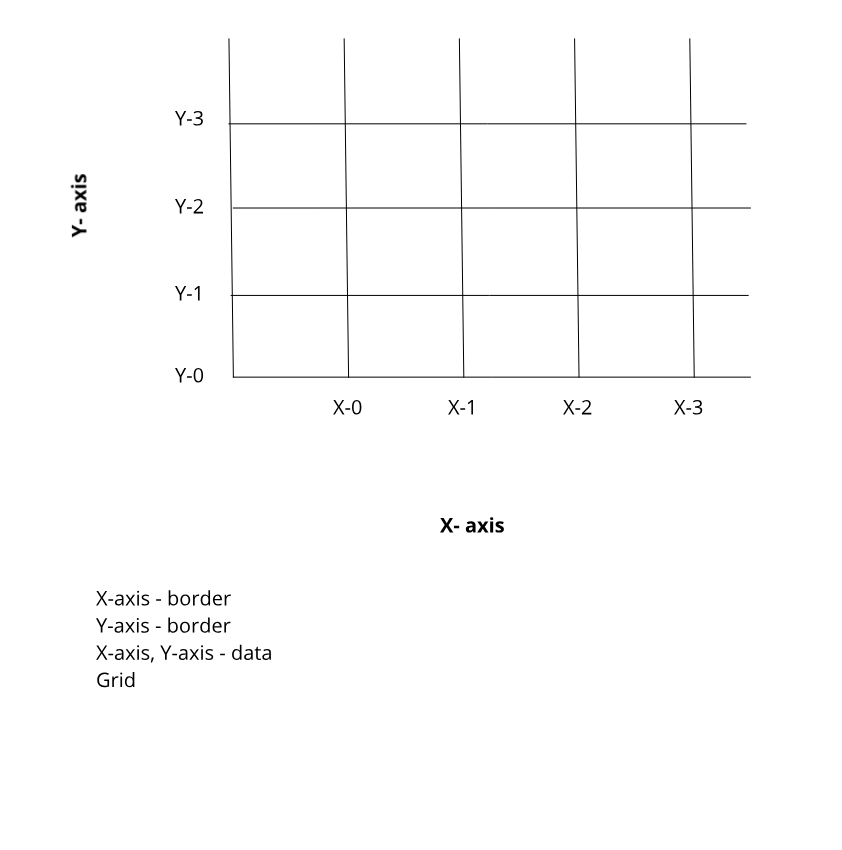 Y-3
Y- axis
Y-2
Y-1
Y-0
X-0 X-1 X-2 X-3
X- axis
X-axis - border
Y-axis - border
X-axis, Y-axis - data
Grid